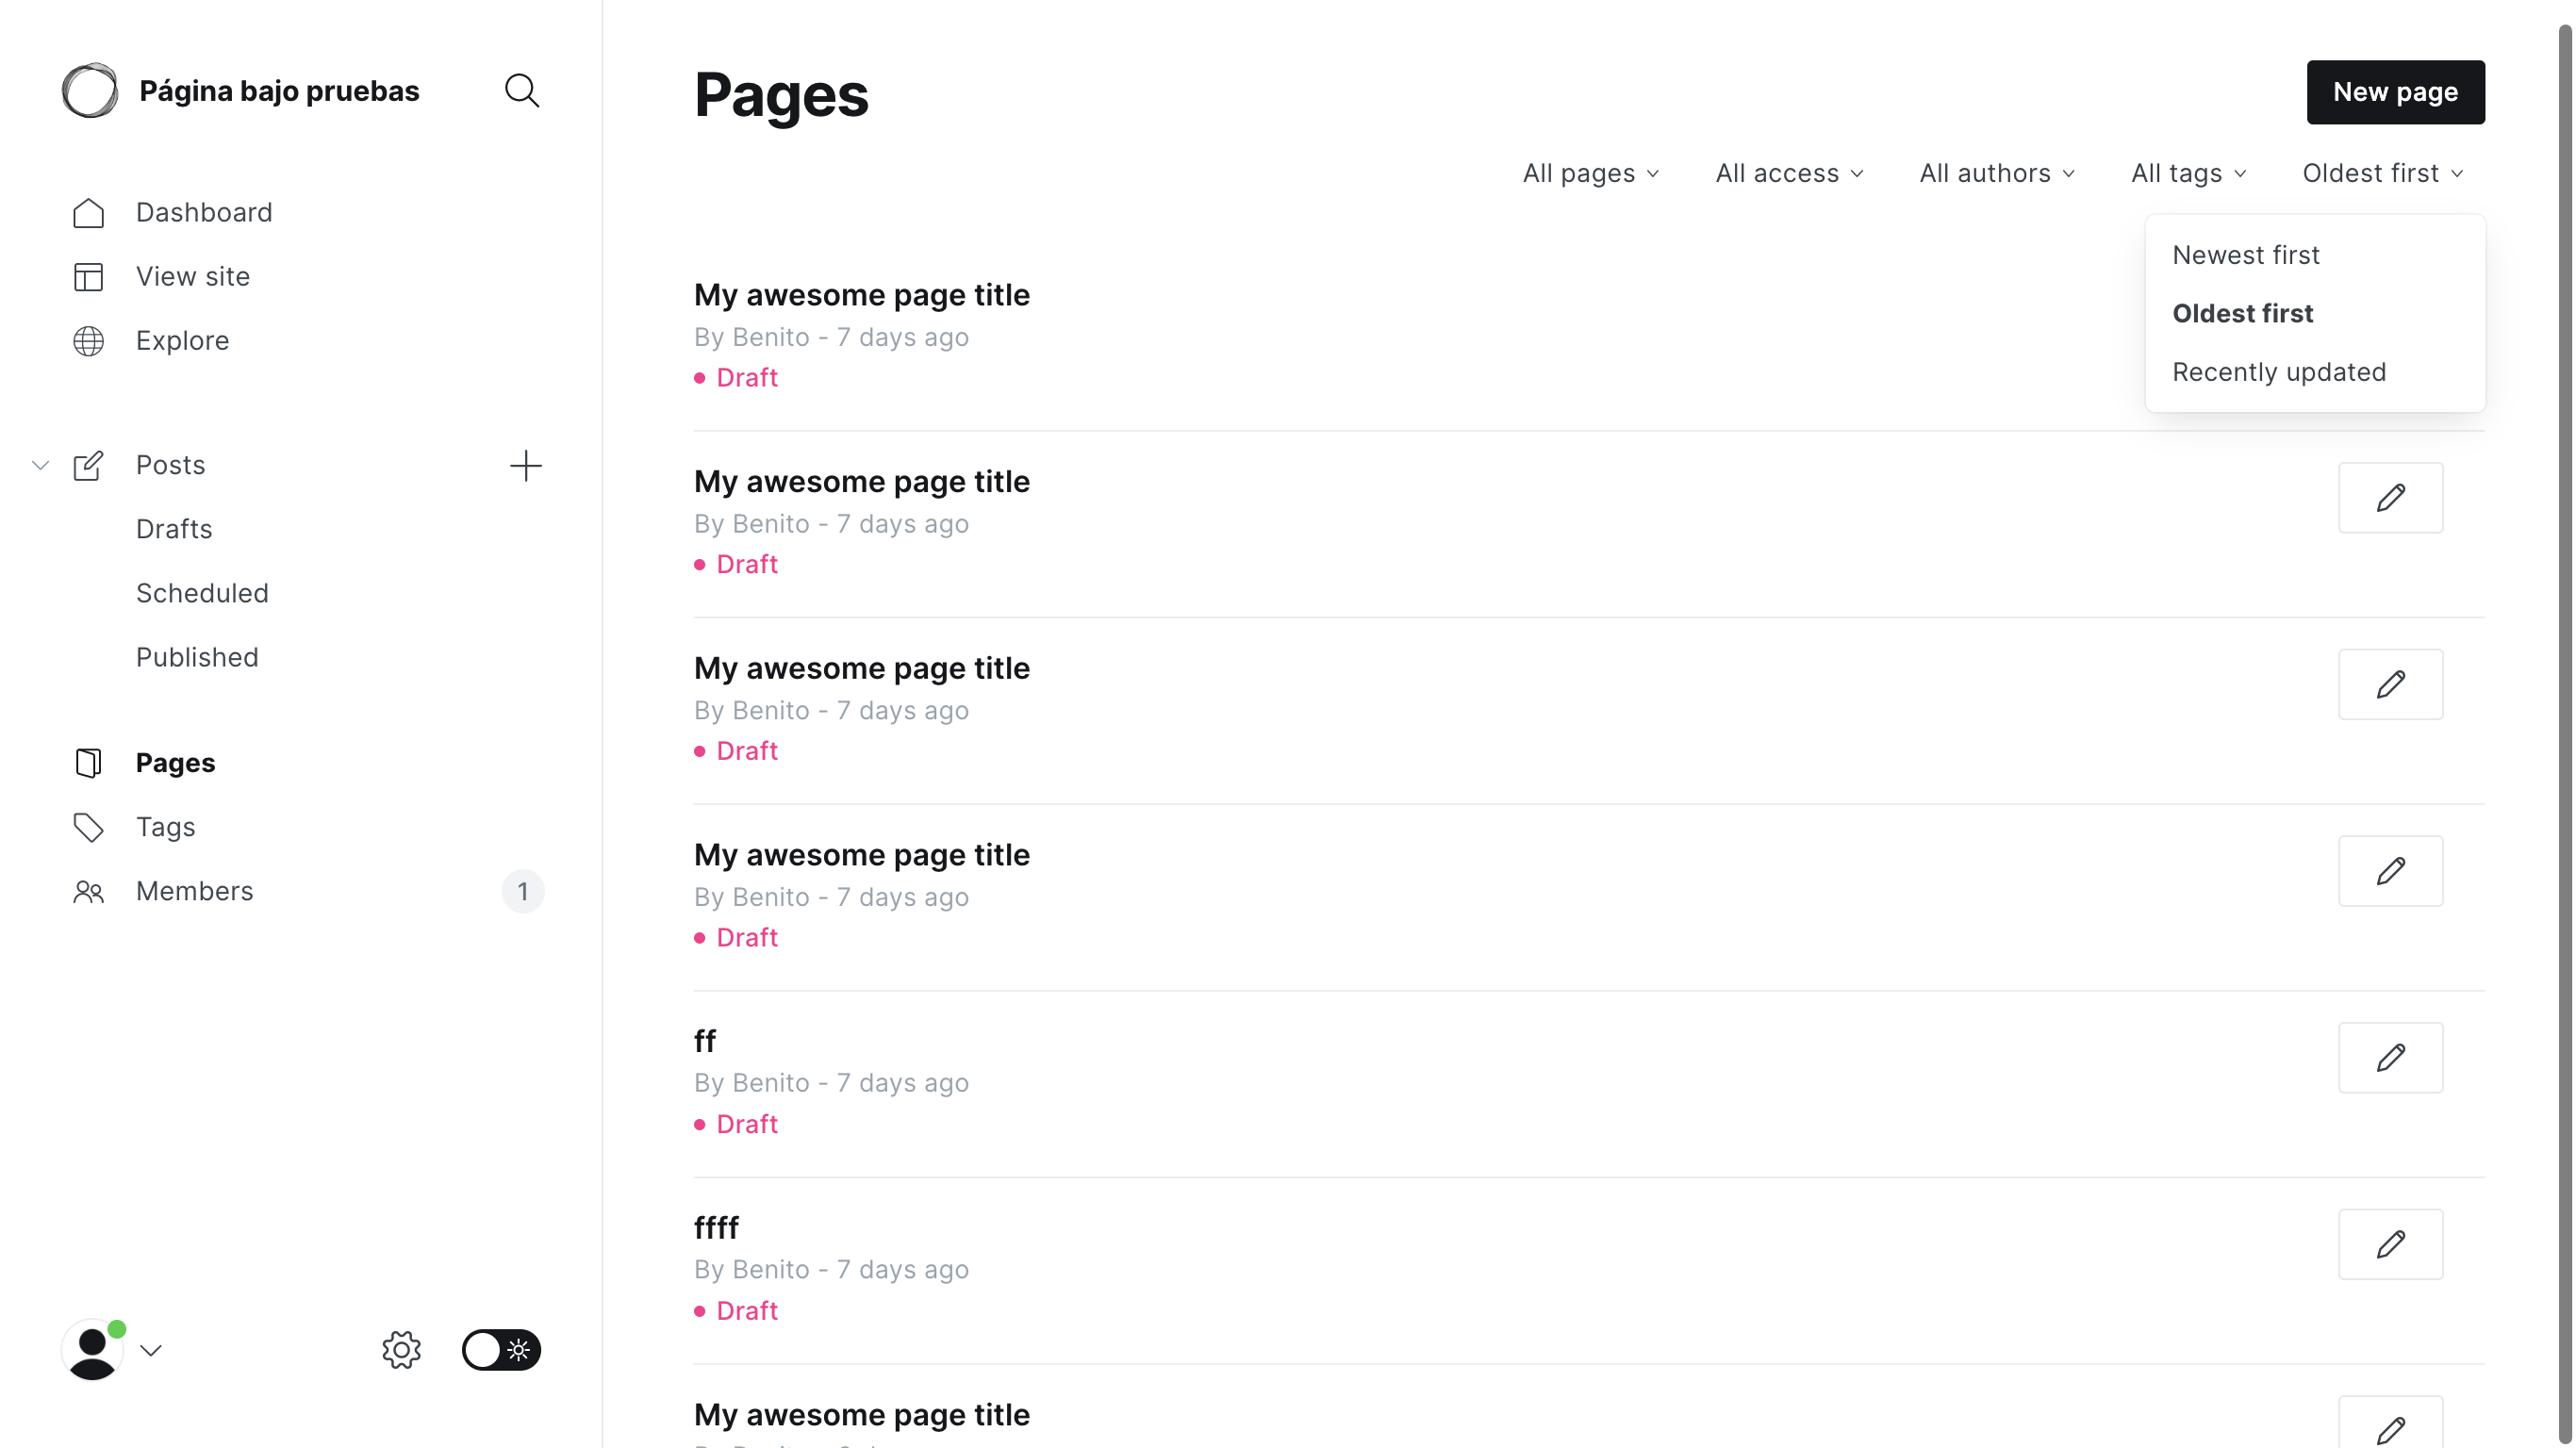 Página bajo pruebas
Dashboard
View site
Explore
Posts
Drafts
Scheduled
Published
Pages
Tags
Members
1
Pages
New page
All pages
All access
All authors
All tags
Oldest first
Newest first
Oldest first
Recently updated
My awesome page title
By Benito - 7 days ago
Draft
My awesome page title
By Benito - 7 days ago
Draft
My awesome page title
By Benito - 7 days ago
Draft
My awesome page title
By Benito - 7 days ago
Draft
ff
By Benito - 7 days ago
Draft
ffff
By Benito - 7 days ago
Draft
My awesome page title